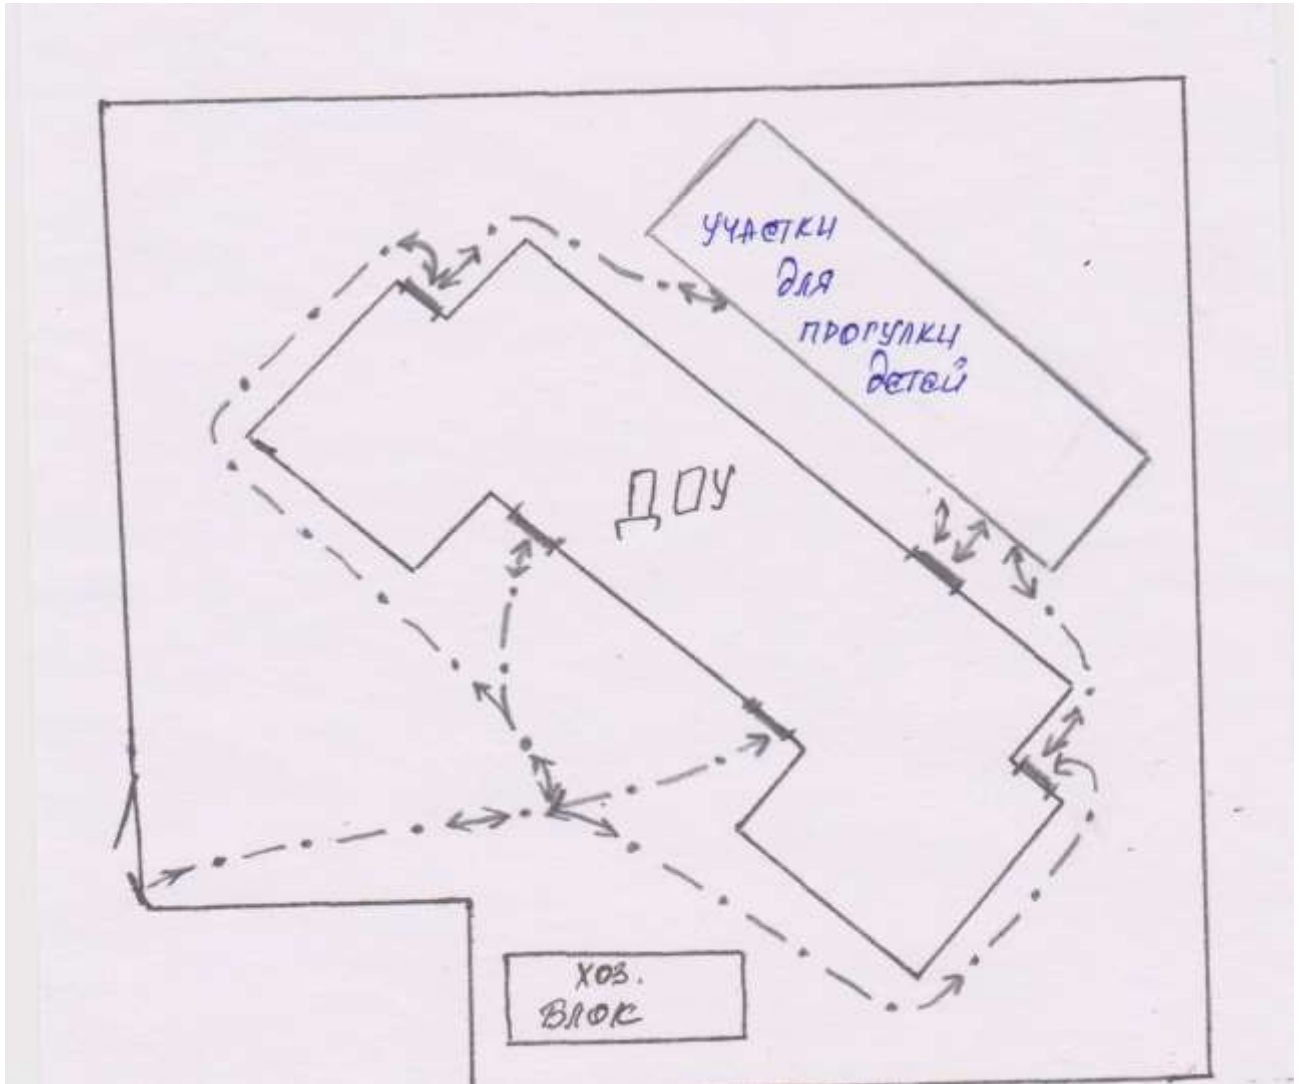 УЧАСТКИ
для
ПРОГУЛКИ
детей
ДОУ
ХОЗ.
БЛОК